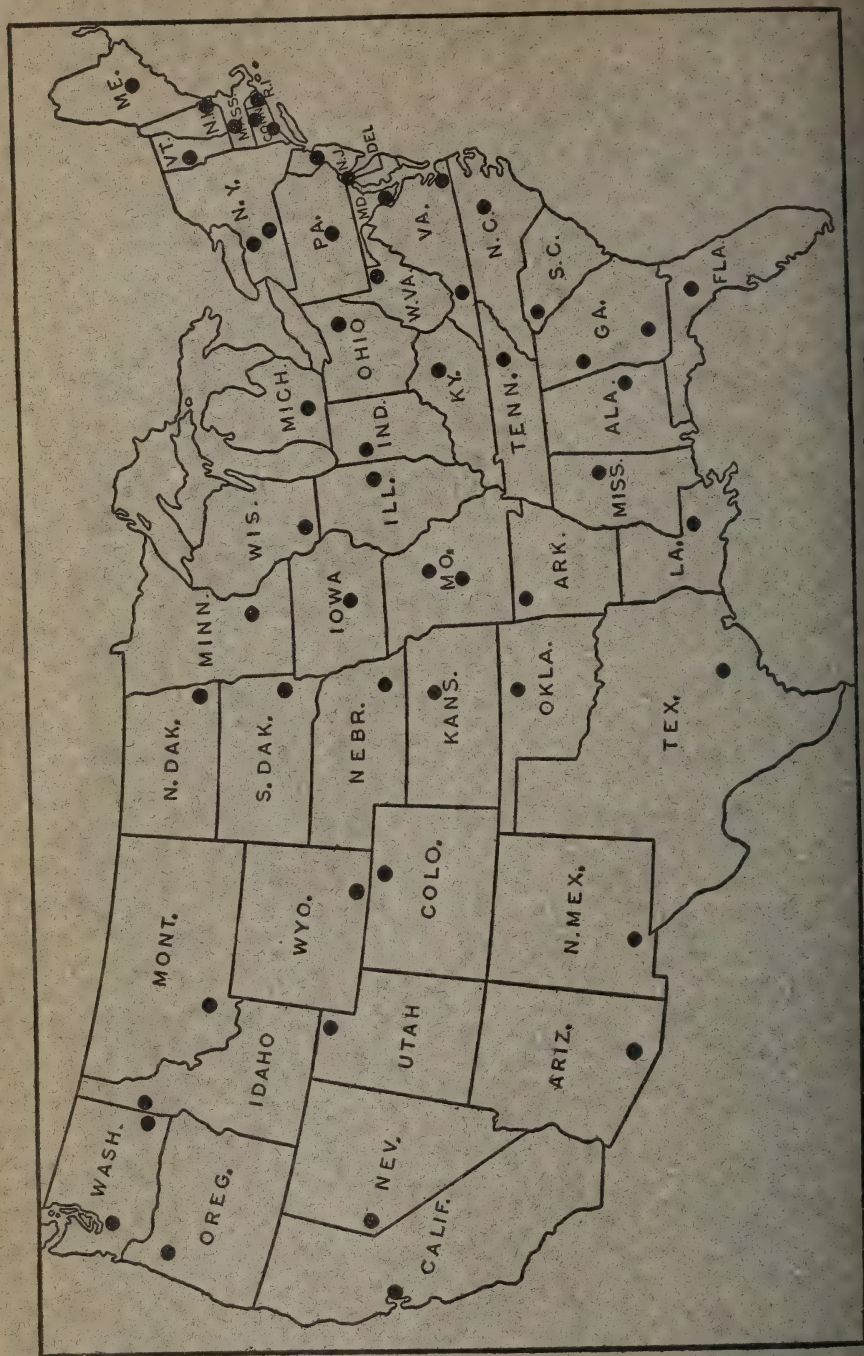 WASH.
OREG.
CALIF.
NEV.
IDAHO
MONT.
WYO.
UTAH
ARIZ.
COLO.
N.MEX.
N. DAK.
S. DAK.
NEBR.
KANS.
OKLA.
TEX.
MINN.
IOWA
MO.
ARK.
LA.
WIS.
ILL.
MICH.
IND.
OHIO
KY.
TENN.
MISS.
ALA.
GA.
FLA.
S.C.
N.C.
VA.
W.VA.
MD.
DEL
PA.
N.J.
N.Y.
VT.
ME.
MASS.
R.I.